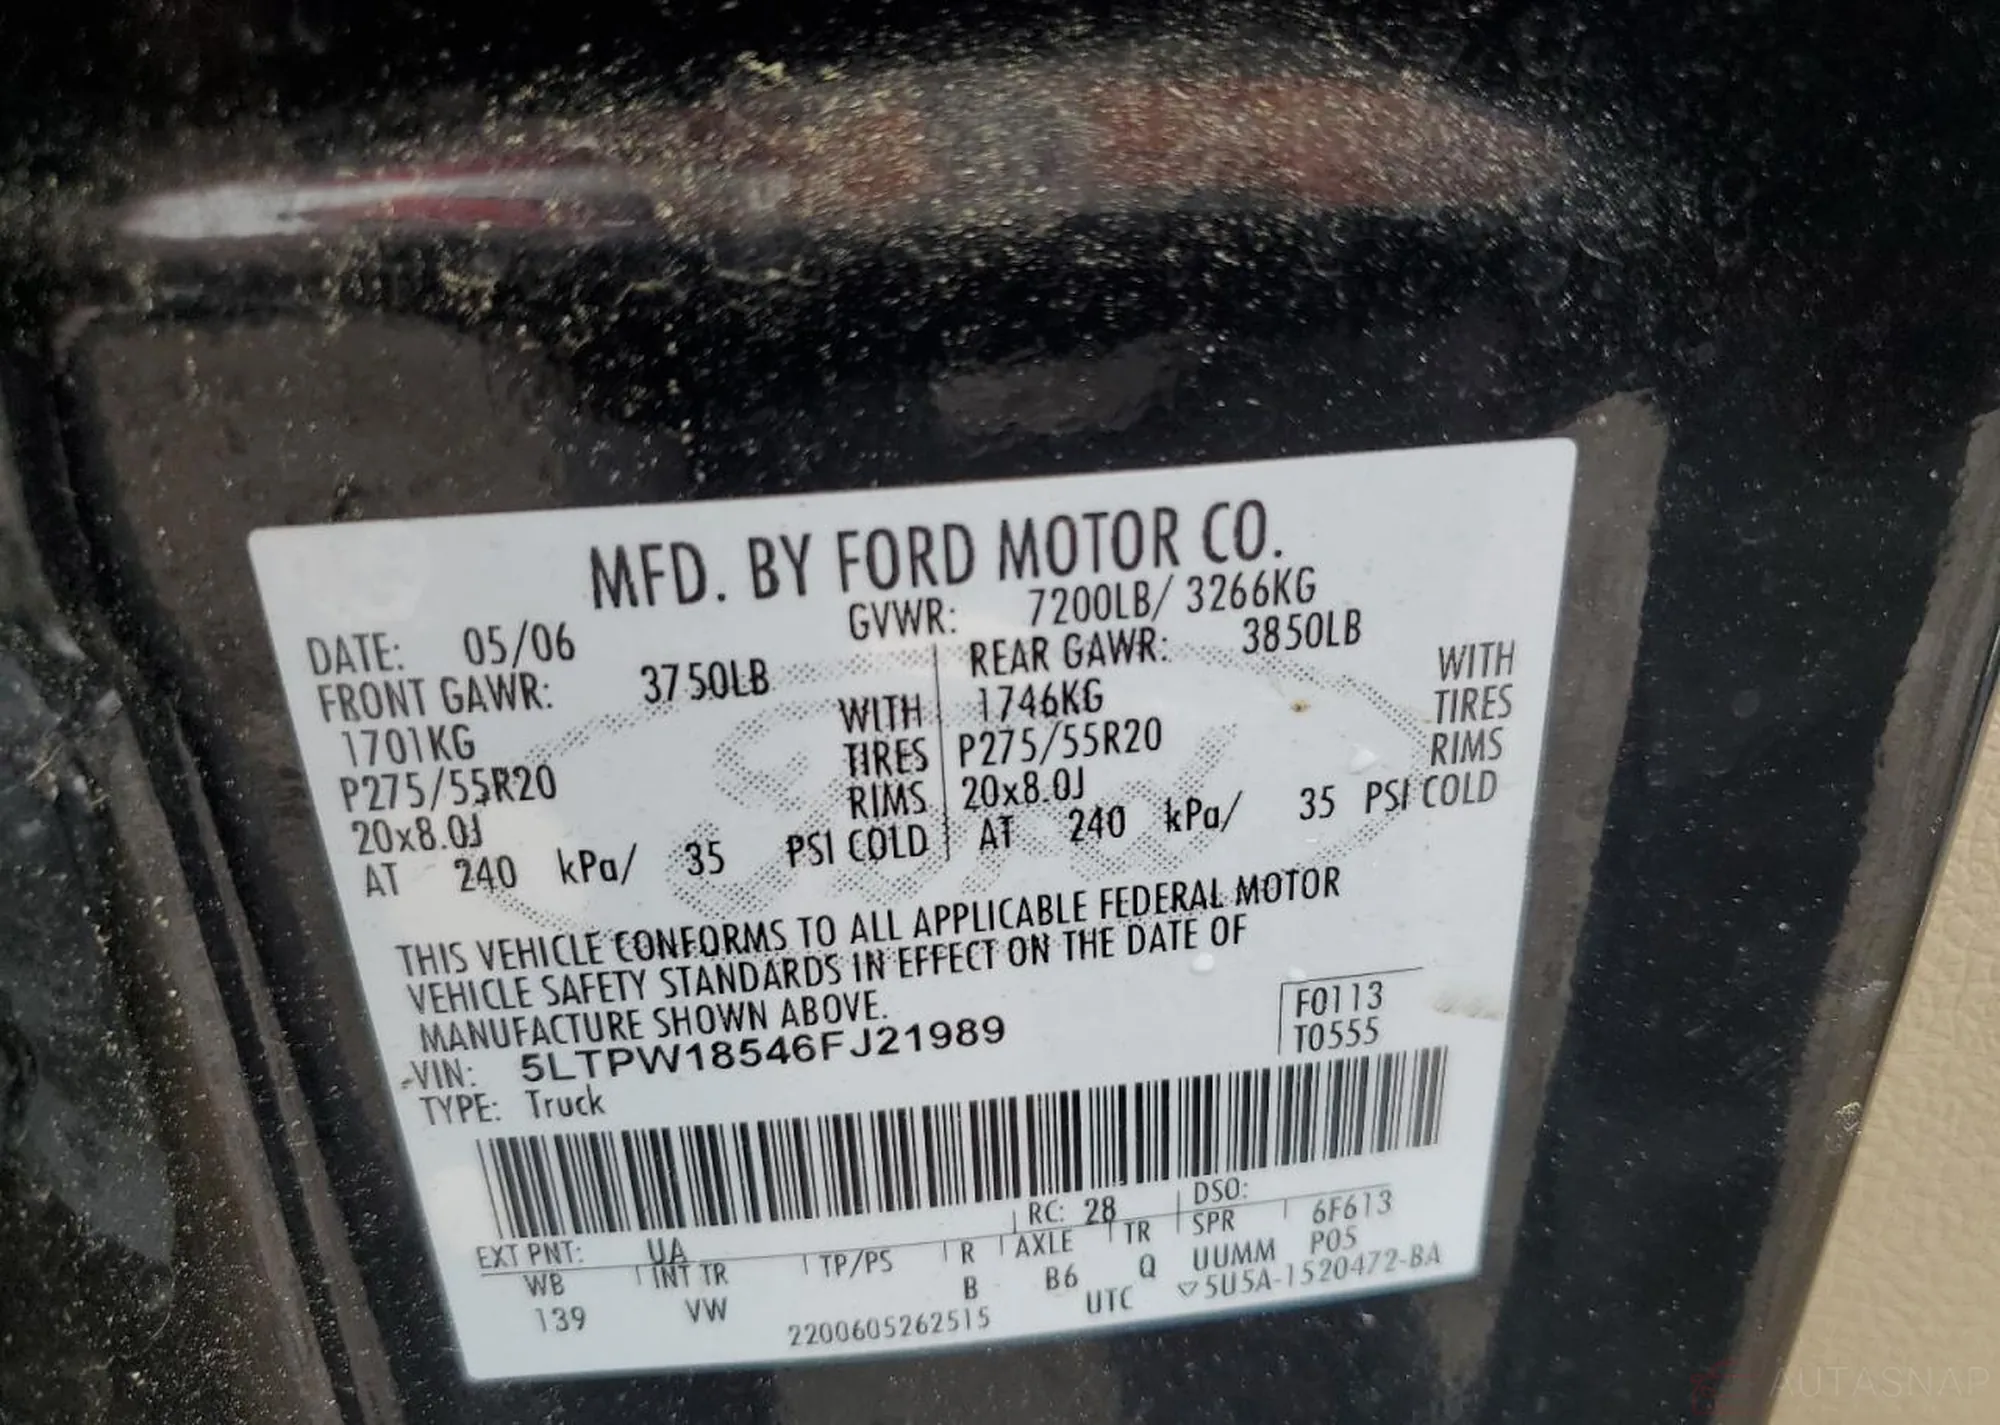 MFD. BY FORD MOTOR CO.
DATE: 05/06 GVWR: 7200LB/ 3266KG
FRONT GAWR: 3750LB REAR GAWR: 3850LB
1701KG WITH 1746KG WITH
P275/55R20 TIRES P275/55R20 TIRES
20x8.0J RIMS 20x8.0J RIMS
AT 240 kPa/ 35 PSI COLD AT 240 kPa/ 35 PSI COLD
THIS VEHICLE CONFORMS TO ALL APPLICABLE FEDERAL MOTOR
VEHICLE SAFETY STANDARDS IN EFFECT ON THE DATE OF
MANUFACTURE SHOWN ABOVE.
F0113
VIN: 5LTPW18546FJ21989 T0555
TYPE: Truck
EXT PNT: UA RC: 28 DSO:
WB INT TR TP/PS R AXLE TR SPR 6F613
139 VW B B6 Q UUMM P05
2200605262515 UTC ▽5U5A-1520472-BA
AUTASNAP